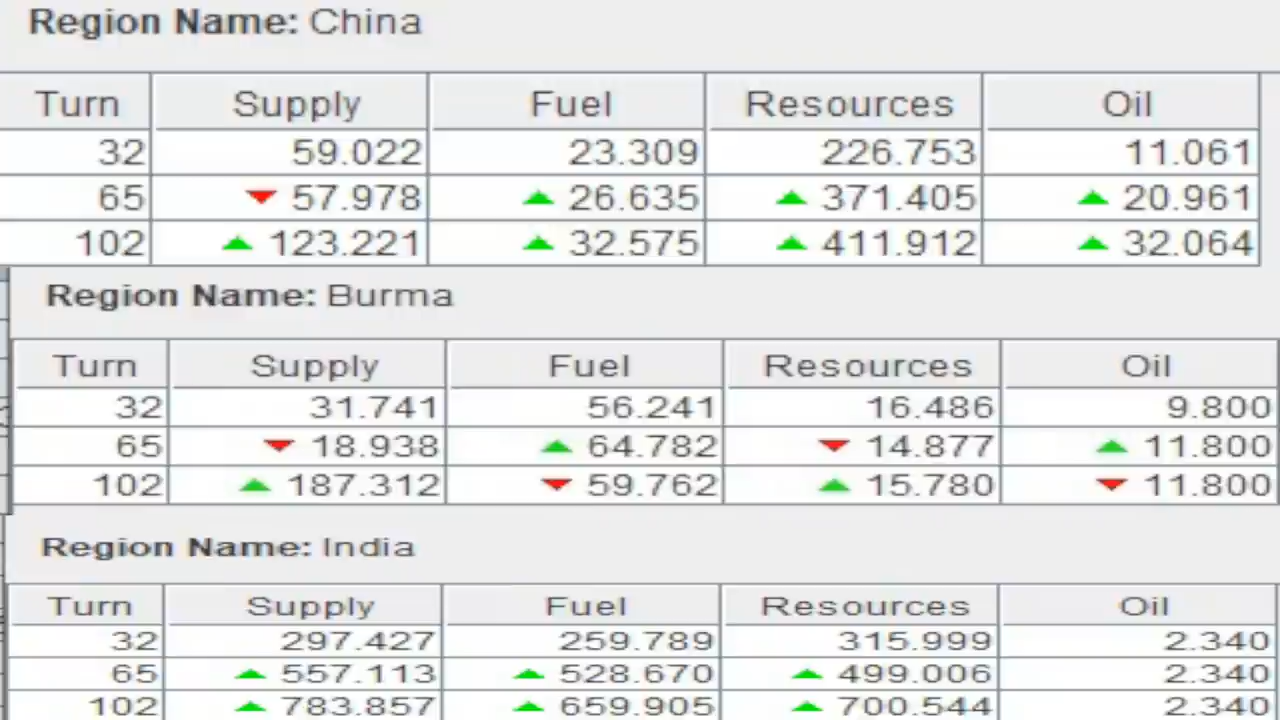 Region Name: China
Turn Supply Fuel Resources Oil
32 59.022 23.309 226.753 11.061
65 57.978 26.635 371.405 20.961
102 123.221 32.575 411.912 32.064
Region Name: Burma
Turn Supply Fuel Resources Oil
32 31.741 56.241 16.486 9.800
65 18.938 64.782 14.877 11.800
102 187.312 59.762 15.780 11.800
Region Name: India
Turn Supply Fuel Resources Oil
32 297.427 259.789 315.999 2.340
65 557.113 528.670 499.006 2.340
102 783.857 659.905 700.544 2.340